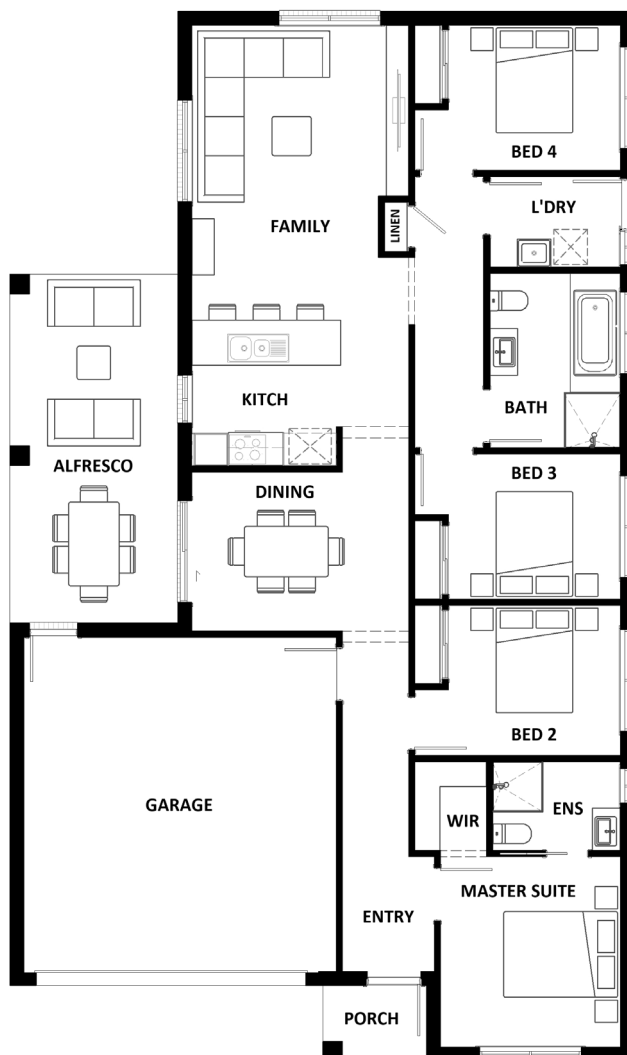 BED 4
L'DRY
FAMILY
LINEN
KITCH
BATH
ALFRESCO
DINING
BED 3
BED 2
GARAGE
WIR
ENS
MASTER SUITE
ENTRY
PORCH